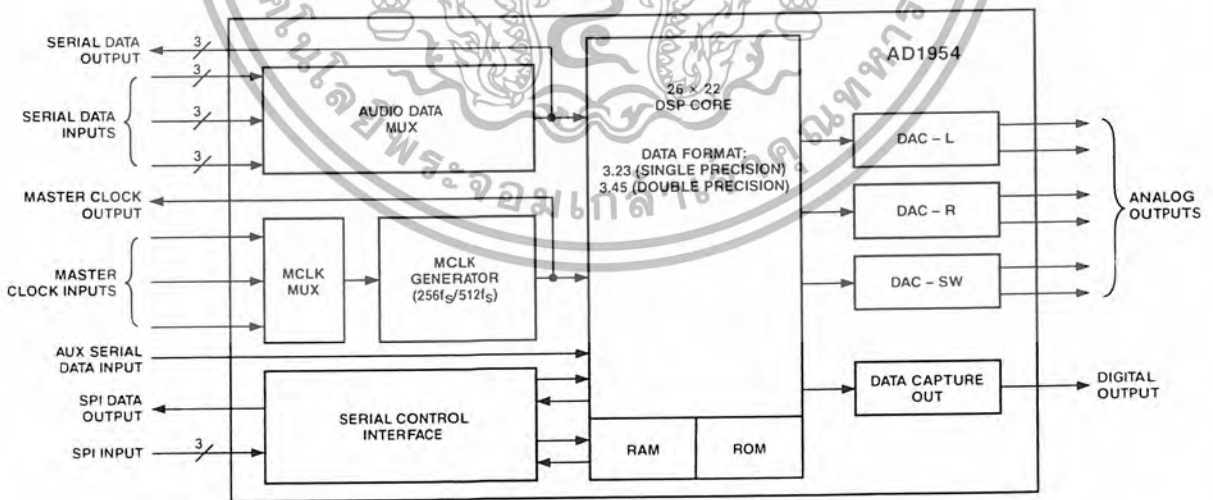 SERIAL DATA
OUTPUT
3
3
SERIAL DATA
INPUTS
3
3
AUDIO DATA
MUX
MASTER CLOCK
OUTPUT
MASTER
CLOCK INPUTS
MCLK
MUX
MCLK
GENERATOR
(256fS/512fS)
AUX SERIAL
DATA INPUT
SPI DATA
OUTPUT
SPI INPUT
3
SERIAL CONTROL
INTERFACE
26 × 22
DSP CORE
DATA FORMAT:
3.23 (SINGLE PRECISION)
3.45 (DOUBLE PRECISION)
RAM
ROM
AD1954
DAC – L
DAC – R
DAC – SW
ANALOG
OUTPUTS
DATA CAPTURE
OUT
DIGITAL
OUTPUT